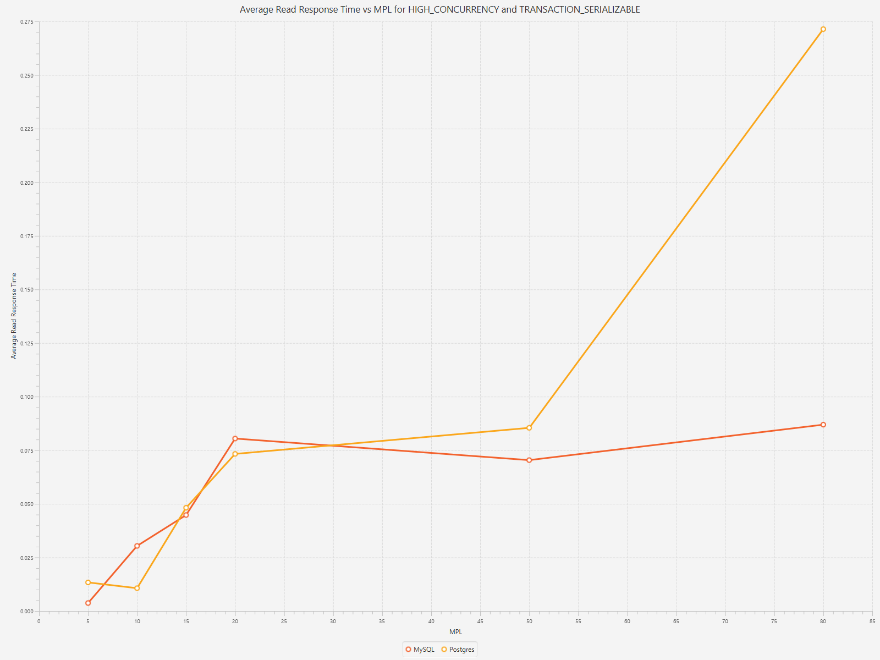 Average Read Response Time vs MPL for HIGH_CONCURRENCY and TRANSACTION_SERIALIZABLE
0.275
0.250
0.225
0.200
0.175
0.150
0.125
0.100
0.075
0.050
0.025
0.000
Average Read Response Time
0 5 10 15 20 25 30 35 40 45 50 55 60 65 70 75 80 85
MPL
MySQL Postgres